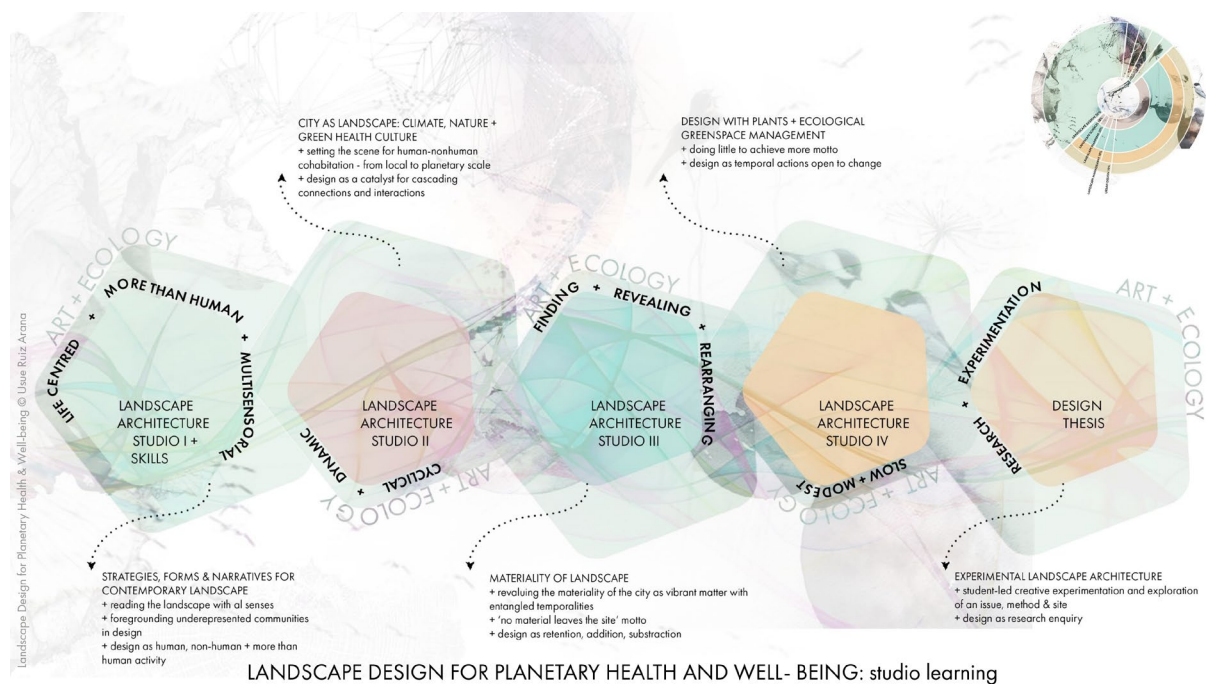 CITY AS LANDSCAPE: CLIMATE, NATURE +
GREEN HEALTH CULTURE
+ setting the scene for human-nonhuman
cohabitation - from local to planetary scale
+ design as a catalyst for cascading
connections and interactions
DESIGN WITH PLANTS + ECOLOGICAL
GREENSPACE MANAGEMENT
+ doing little to achieve more motto
+ design as temporal actions open to change
ART + ECOLOGY
LIFE CENTRED + MORE THAN HUMAN + MULTISENSORIAL
LANDSCAPE
ARCHITECTURE
STUDIO I +
SKILLS
LANDSCAPE
ARCHITECTURE
STUDIO II
DYNAMIC + CYCLICAL
ART + ECOLOGY
ART + ECOLOGY
FINDING + REVEALING + REARRANGING
LANDSCAPE
ARCHITECTURE
STUDIO III
LANDSCAPE
ARCHITECTURE
STUDIO IV
SLOW + MODEST
ART + ECOLOGY
ART + ECOLOGY
RESEARCH + EXPERIMENTATION
DESIGN
THESIS
STRATEGIES, FORMS & NARRATIVES FOR
CONTEMPORARY LANDSCAPE
+ reading the landscape with al senses
+ foregrounding underepresented communities
in design
+ design as human, non-human + more than
human activity
MATERIALITY OF LANDSCAPE
+ revaluing the materiality of the city as vibrant matter with
entangled temporalities
+ 'no material leaves the site' motto
+ design as retention, addition, substraction
EXPERIMENTAL LANDSCAPE ARCHITECTURE
+ student-led creative experimentation and exploration
of an issue, method & site
+ design as research enquiry
LANDSCAPE DESIGN FOR PLANETARY HEALTH AND WELL- BEING: studio learning
Landscape Design for Planetary Health & Well-being © Usue Ruiz Arana